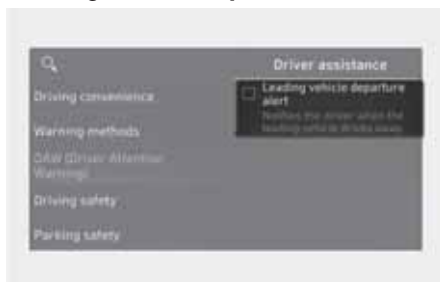 Driver assistance
Driving convenience
Warning methods
DAW (Driver Attention
Warning)
Driving safety
Parking safety
Leading vehicle departure
alert
Notifies the driver when the
leading vehicle drives away.